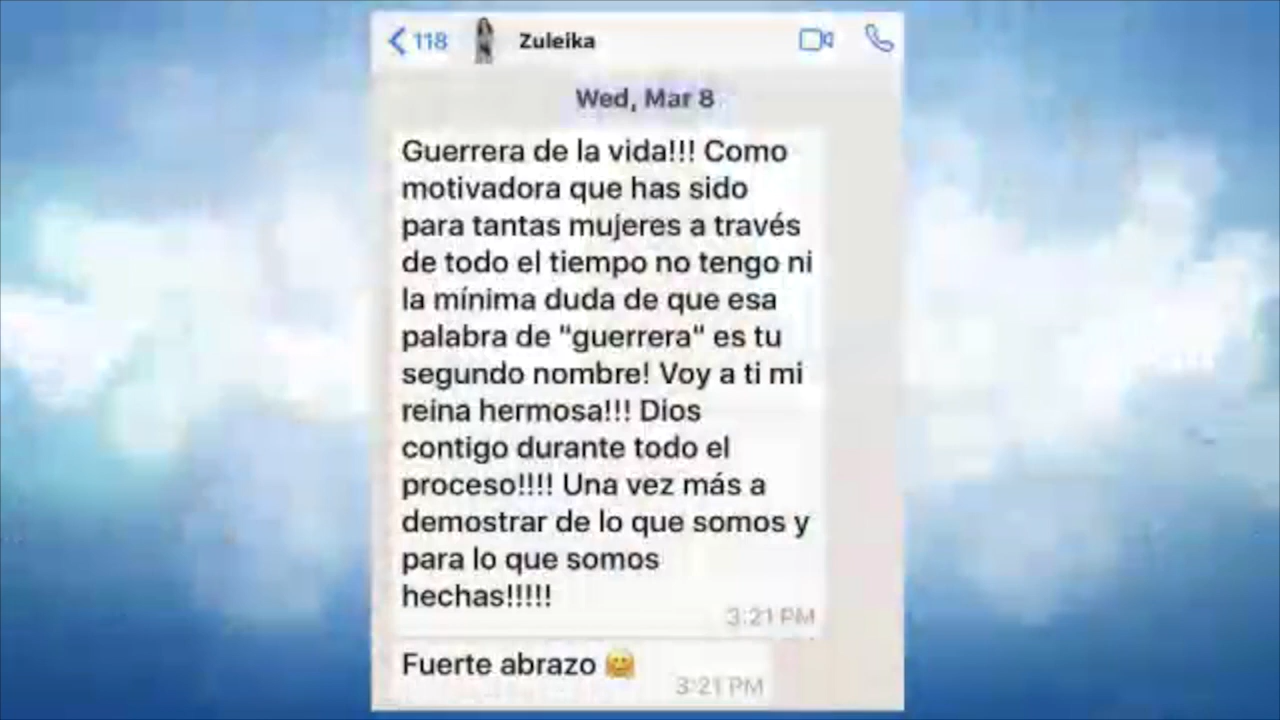 118 Zuleika
Wed, Mar 8
Guerrera de la vida!!! Como
motivadora que has sido
para tantas mujeres a través
de todo el tiempo no tengo ni
la mínima duda de que esa
palabra de "guerrera" es tu
segundo nombre! Voy a ti mi
reina hermosa!!! Dios
contigo durante todo el
proceso!!!! Una vez más a
demostrar de lo que somos y
para lo que somos
hechas!!!!!
3:21 PM
Fuerte abrazo 🤗
3:21 PM